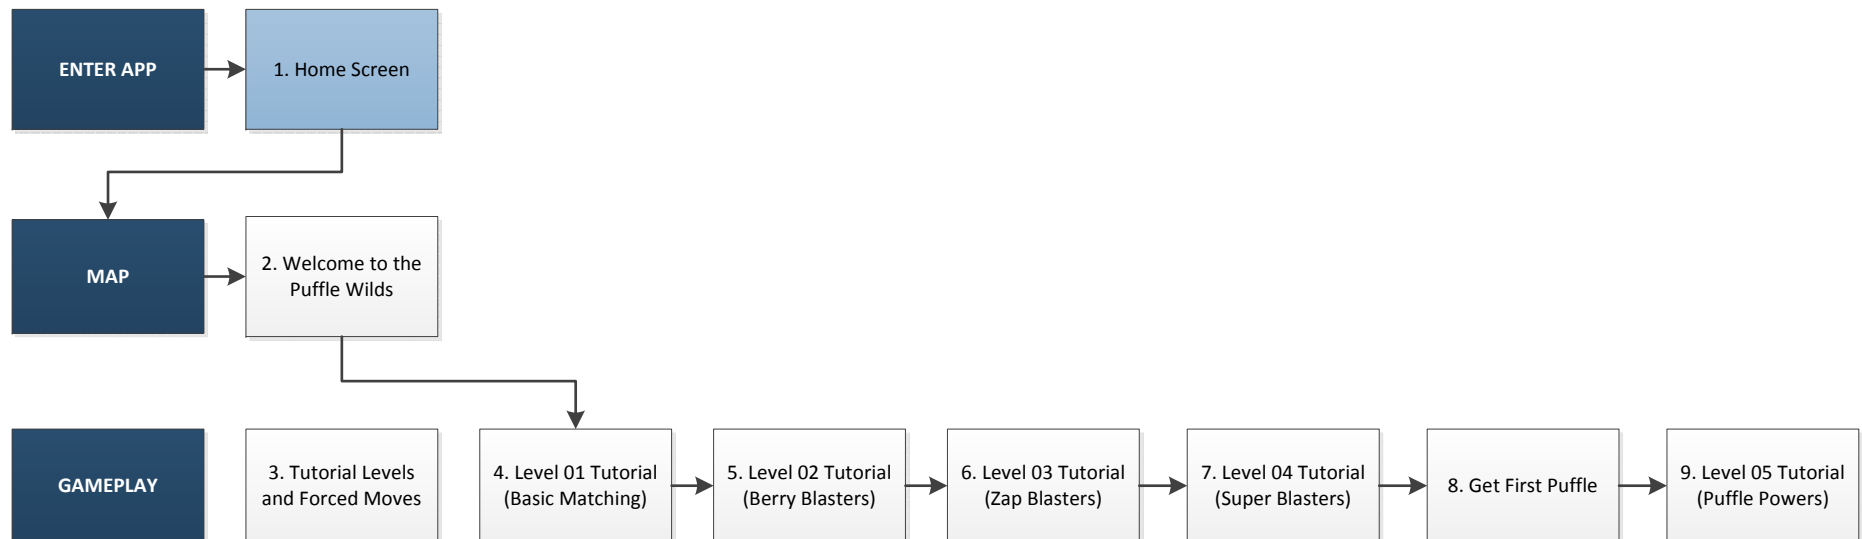 ENTER APP
1. Home Screen
MAP
2. Welcome to the
Puffle Wilds
GAMEPLAY
3. Tutorial Levels
and Forced Moves
4. Level 01 Tutorial
(Basic Matching)
5. Level 02 Tutorial
(Berry Blasters)
6. Level 03 Tutorial
(Zap Blasters)
7. Level 04 Tutorial
(Super Blasters)
8. Get First Puffle
9. Level 05 Tutorial
(Puffle Powers)